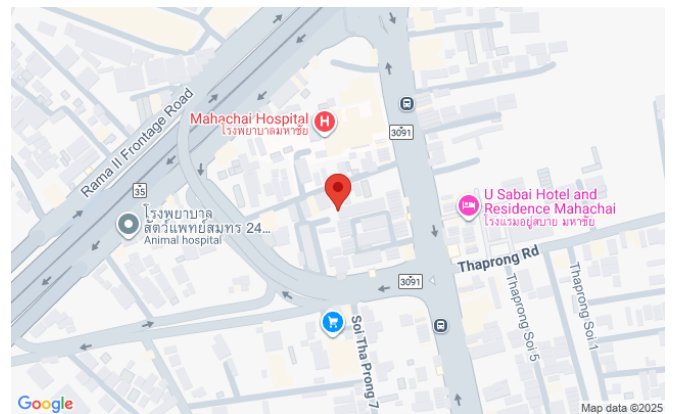 Rama II Frontage Road
Mahachai Hospital
โรงพยาบาลมหาชัย
H
3091
35
U Sabai Hotel and
Residence Mahachai
โรงแรมอยู่สบาย มหาชัย
โรงพยาบาล
สัตว์แพทย์สมุทร 24...
Animal hospital
Thaprong Rd
3091
Soi Tha Prong 7
Thaprong Soi 5
Thaprong Soi 1
Google
Map data ©2025